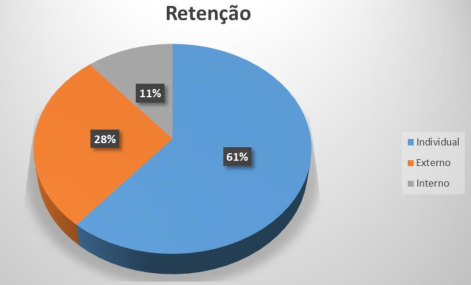 Retenção
11%
28%
61%
Individual
Externo
Interno